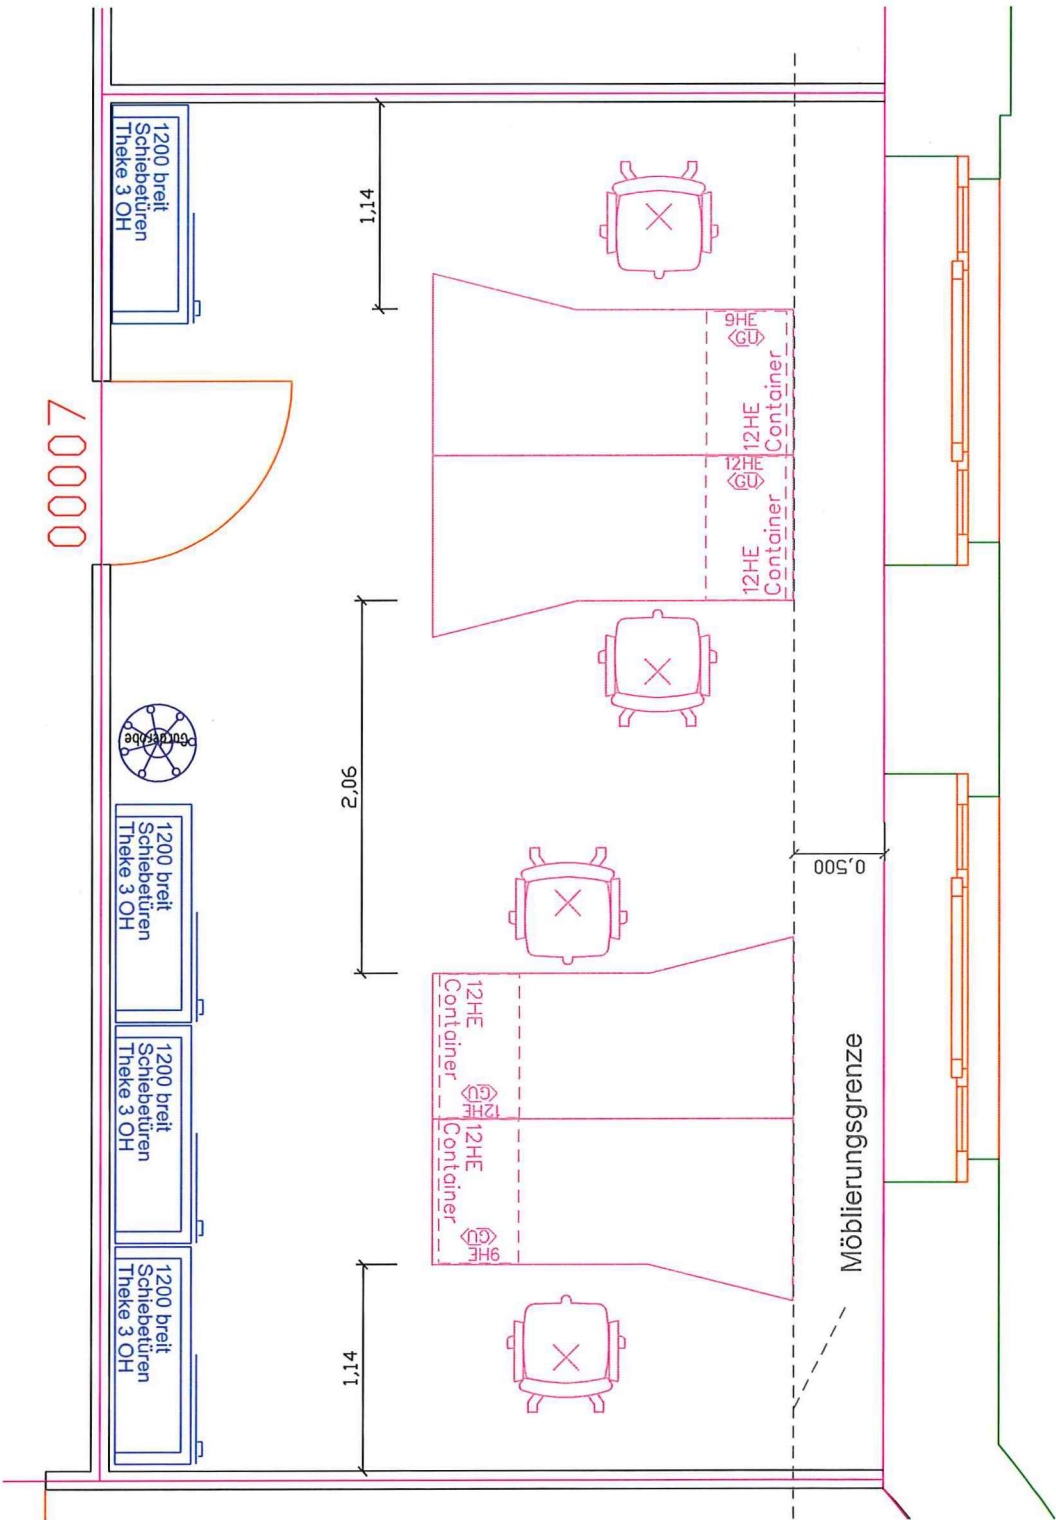 1200 breit
Schiebetüren
Theke 3 OH
1,14
00007
9HE
GU
12HE
Container
12HE
GU
12HE
Container
Garderobe
2,06
0,500
1200 breit
Schiebetüren
Theke 3 OH
12HE
Container
GU
12HE
1200 breit
Schiebetüren
Theke 3 OH
12HE
Container
GU
9HE
Möblierungsgrenze
1200 breit
Schiebetüren
Theke 3 OH
1,14